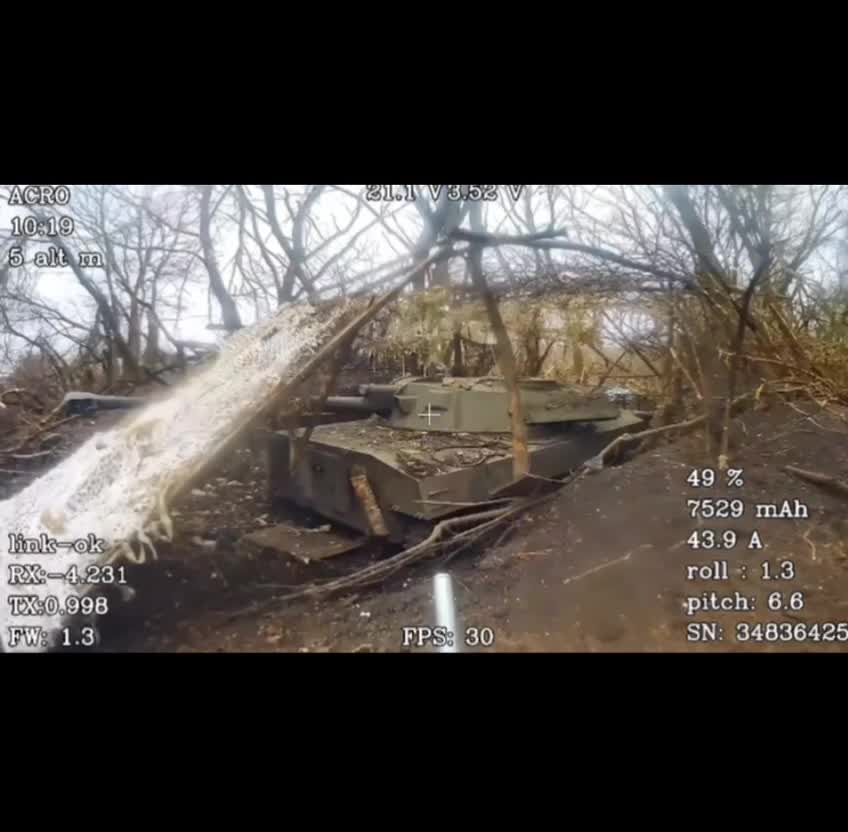 ACRO
21.1 V 3.52 V
10:19
5 alt m
49 %
7529 mAh
43.9 A
roll : 1.3
pitch: 6.6
SN: 34836425
link-ok
RX:-4.231
TX:0.998
FW: 1.3
FPS: 30